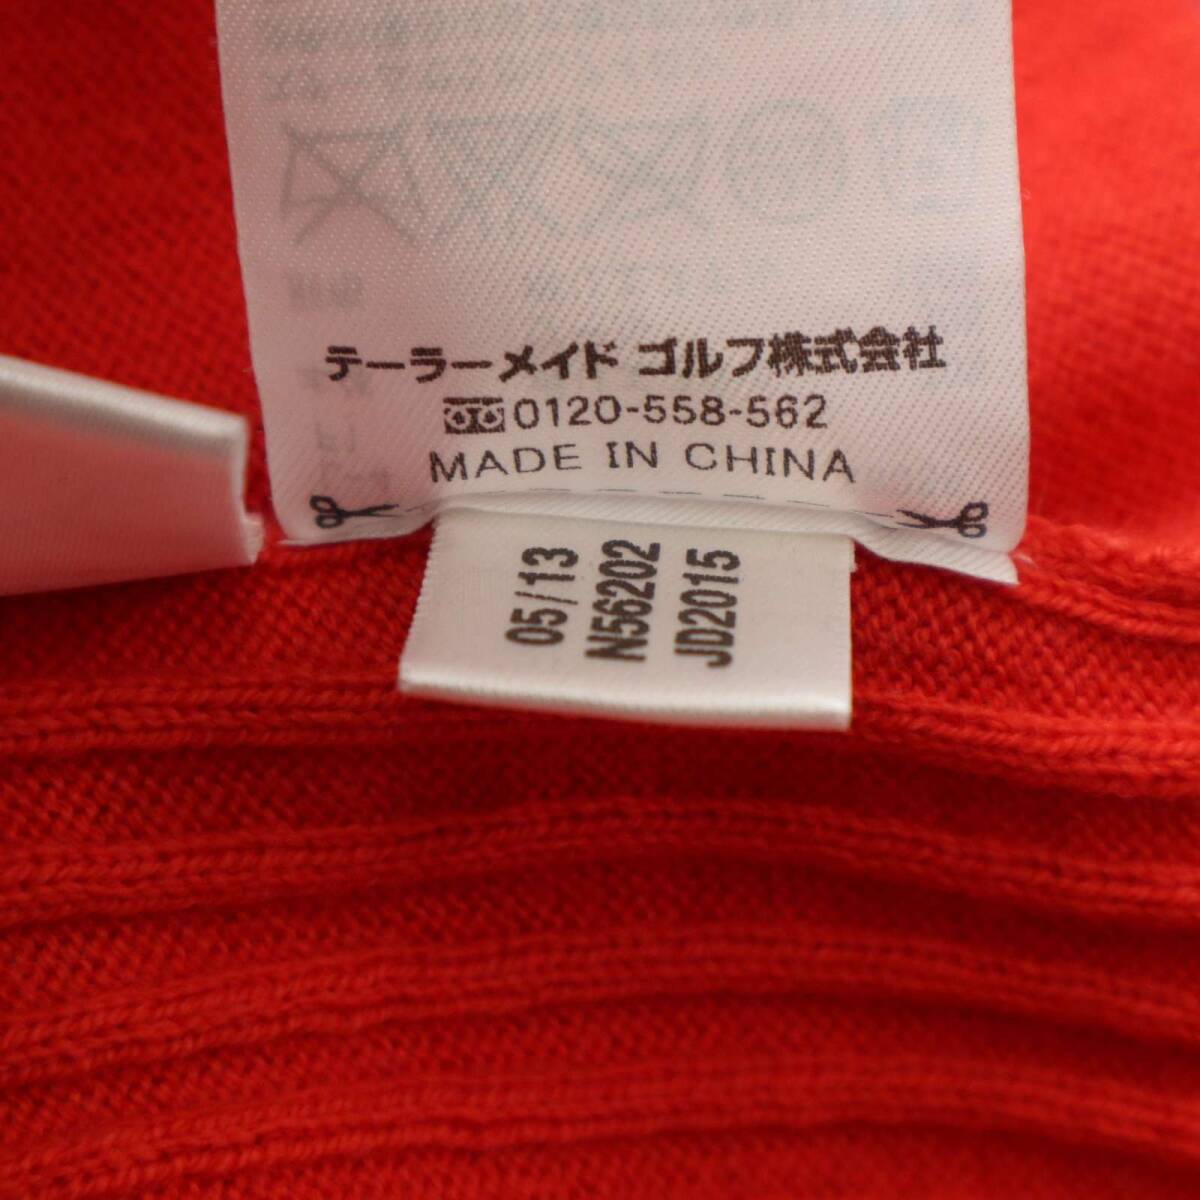 テーラーメイド ゴルフ株式会社
0120-558-562
MADE IN CHINA
05/13
N56202
JD2015